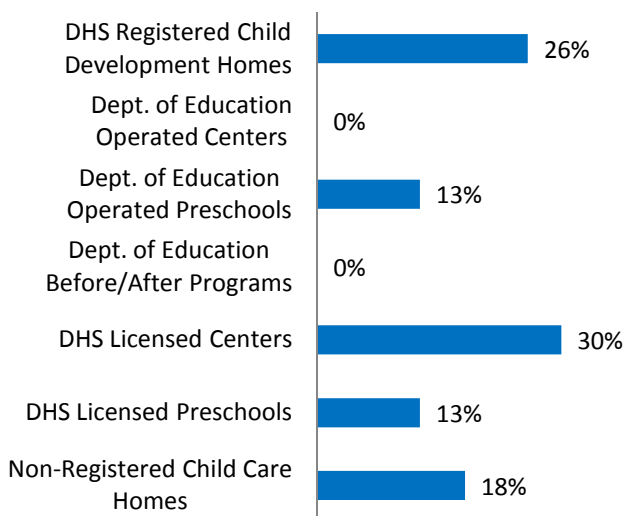 DHS Registered Child
Development Homes
26%
Dept. of Education
Operated Centers
0%
Dept. of Education
Operated Preschools
13%
Dept. of Education
Before/After Programs
0%
DHS Licensed Centers
30%
DHS Licensed Preschools
13%
Non-Registered Child Care
Homes
18%